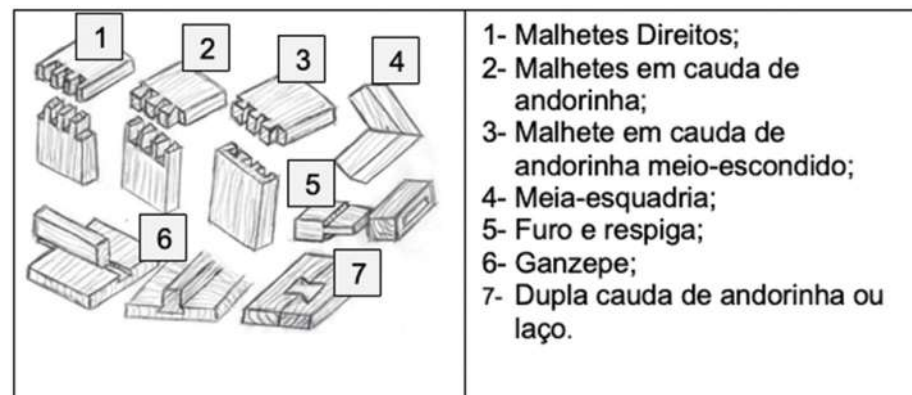 1
2
3
4
5
6
7
1- Malhetes Direitos;
2- Malhetes em cauda de
andorinha;
3- Malhete em cauda de
andorinha meio-escondido;
4- Meia-esquadria;
5- Furo e respiga;
6- Ganzepe;
7- Dupla cauda de andorinha ou
laço.